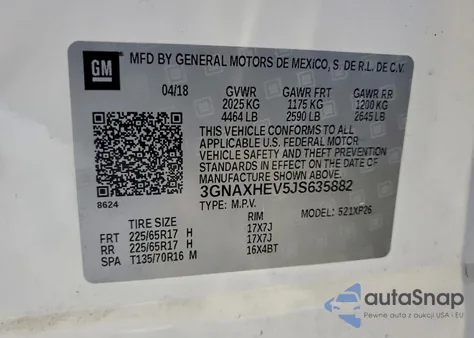 GM
MFD BY GENERAL MOTORS DE MEXICO, S. DE R.L. DE C.V.
04/18 GVWR GAWR FRT GAWR RR
2025 KG 1175 KG 1200 KG
4464 LB 2590 LB 2645 LB
THIS VEHICLE CONFORMS TO ALL
APPLICABLE U.S. FEDERAL MOTOR
VEHICLE SAFETY AND THEFT PREVENTION
STANDARDS IN EFFECT ON THE DATE OF
MANUFACTURE SHOWN ABOVE.
3GNAXHEV5JS635882
8624 TYPE: M.P.V. MODEL: 521XP26
TIRE SIZE RIM
FRT 225/65R17 H 17X7J
RR 225/65R17 H 17X7J
SPA T135/70R16 M 16X4BT
autoSnap
Pewne auta z aukcji USA i EU